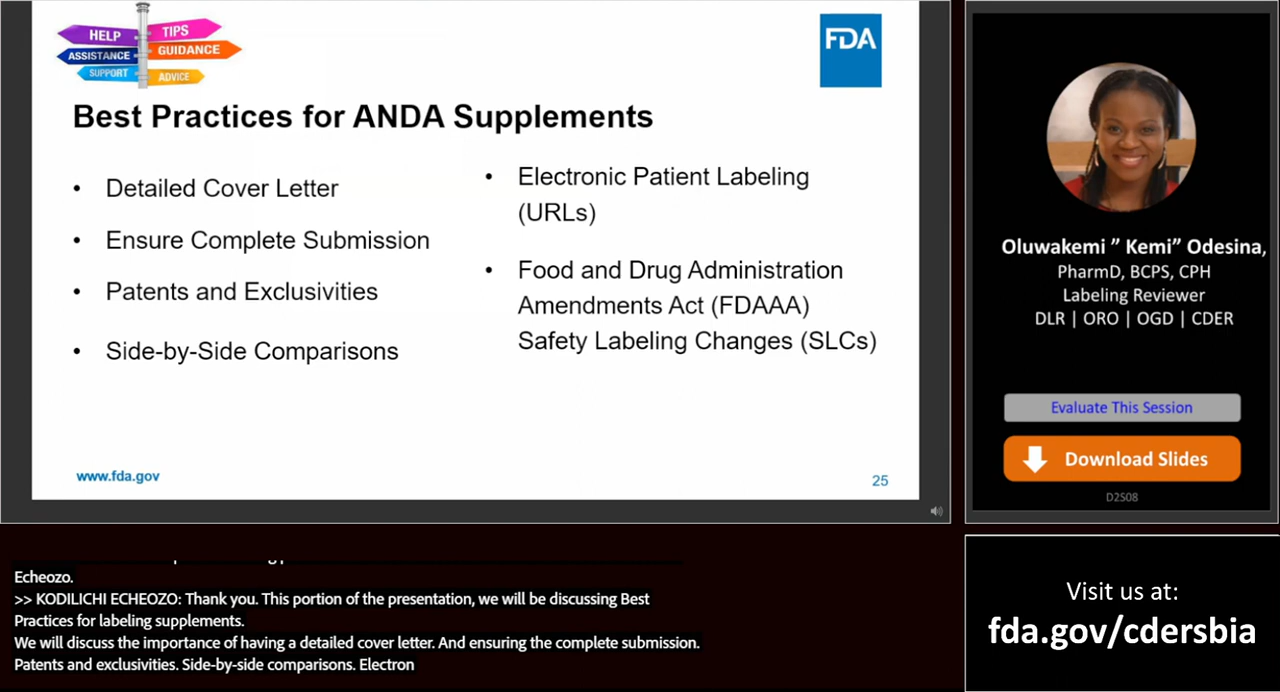 HELP
TIPS
ASSISTANCE
GUIDANCE
SUPPORT
ADVICE
FDA
Best Practices for ANDA Supplements
• Detailed Cover Letter
• Ensure Complete Submission
• Patents and Exclusivities
• Side-by-Side Comparisons
• Electronic Patient Labeling
(URLs)
• Food and Drug Administration
Amendments Act (FDAAA)
Safety Labeling Changes (SLCs)
www.fda.gov
25
Oluwakemi ” Kemi” Odesina,
PharmD, BCPS, CPH
Labeling Reviewer
DLR | ORO | OGD | CDER
Evaluate This Session
Download Slides
D2S08
Echeozo.
>> KODILICHI ECHEOZO: Thank you. This portion of the presentation, we will be discussing Best
Practices for labeling supplements.
We will discuss the importance of having a detailed cover letter. And ensuring the complete submission.
Patents and exclusivities. Side-by-side comparisons. Electron
Visit us at:
fda.gov/cdersbia